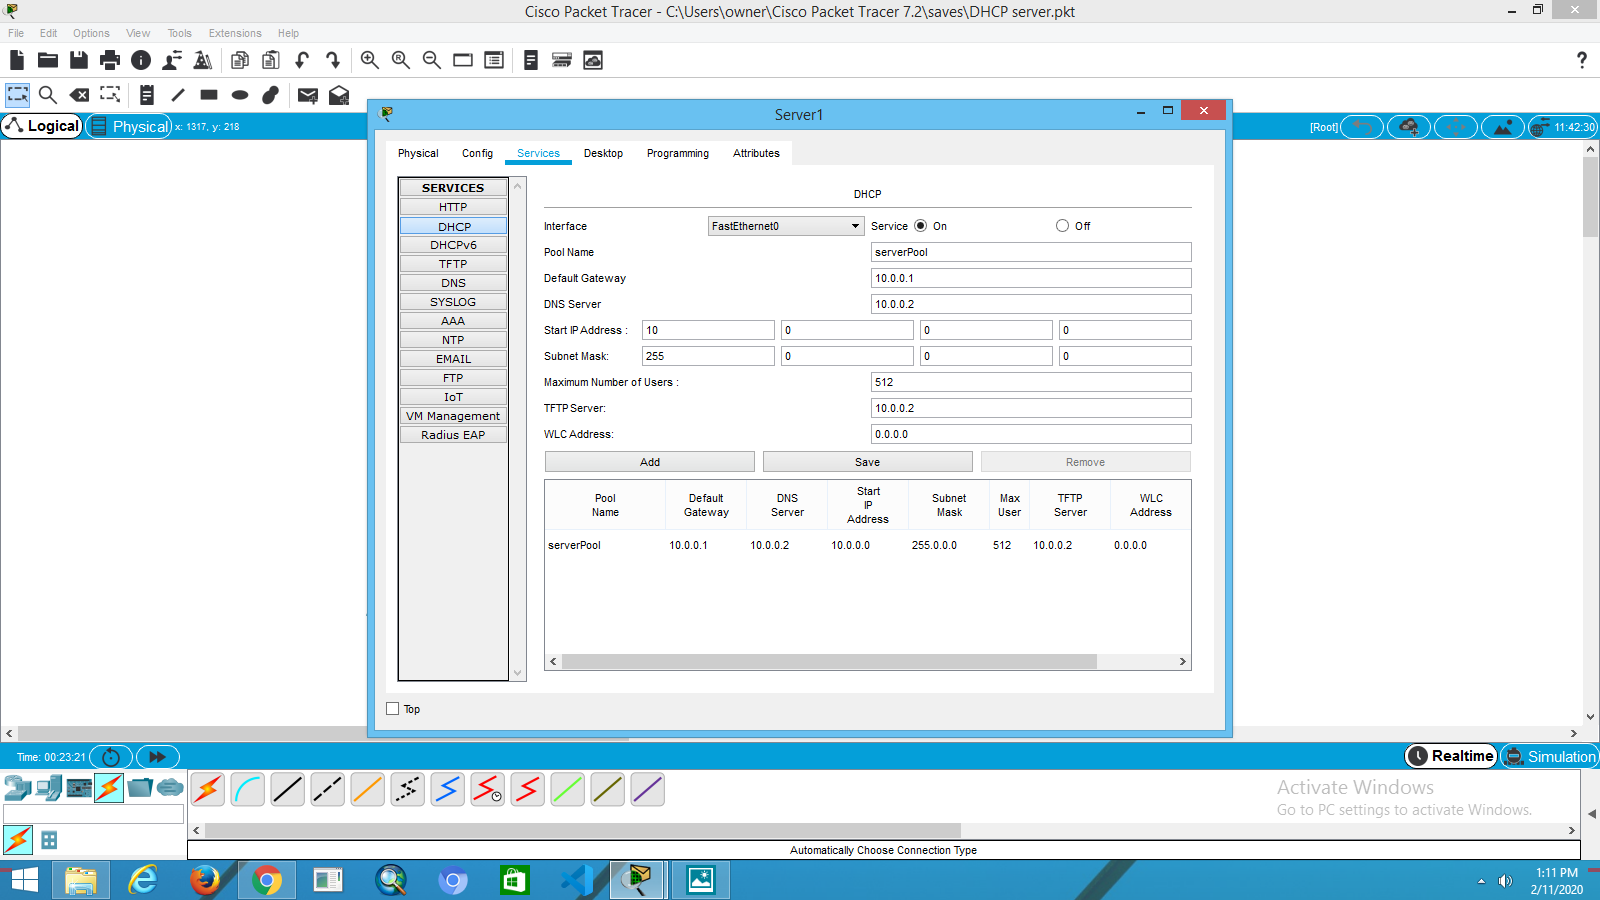 Cisco Packet Tracer - C:\Users\owner\Cisco Packet Tracer 7.2\saves\DHCP server.pkt
File Edit Options View Tools Extensions Help
Logical Physical x: 1317, y: 218
[Root] 11:42:30
Server1
Physical Config Services Desktop Programming Attributes
SERVICES
HTTP
DHCP
DHCPv6
TFTP
DNS
SYSLOG
AAA
NTP
EMAIL
FTP
IoT
VM Management
Radius EAP
DHCP
Interface FastEthernet0 Service On Off
Pool Name serverPool
Default Gateway 10.0.0.1
DNS Server 10.0.0.2
Start IP Address : 10 0 0 0
Subnet Mask: 255 0 0 0
Maximum Number of Users : 512
TFTP Server: 10.0.0.2
WLC Address: 0.0.0.0
Add Save Remove
Pool Name Default Gateway DNS Server Start IP Address Subnet Mask Max User TFTP Server WLC Address
serverPool 10.0.0.1 10.0.0.2 10.0.0.0 255.0.0.0 512 10.0.0.2 0.0.0.0
Top
Time: 00:23:21 Realtime Simulation
Activate Windows
Go to PC settings to activate Windows.
Automatically Choose Connection Type
1:11 PM
2/11/2020